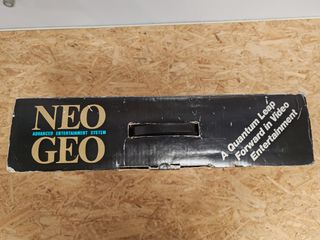 NEO
ADVANCED ENTERTAINMENT SYSTEM
GEO
A Quantum Leap
Forward in Video
Entertainment